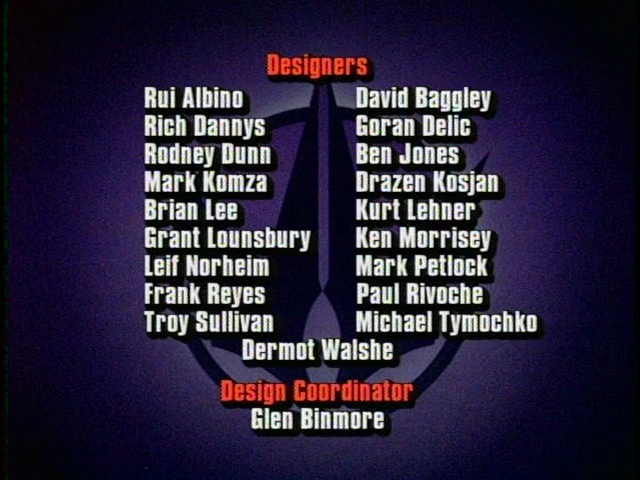 Designers
Rui Albino David Baggley
Rich Dannys Goran Delic
Rodney Dunn Ben Jones
Mark Komza Drazen Kosjan
Brian Lee Kurt Lehner
Grant Lounsbury Ken Morrisey
Leif Norheim Mark Petlock
Frank Reyes Paul Rivoche
Troy Sullivan Michael Tymochko
Dermot Walshe
Design Coordinator
Glen Binmore